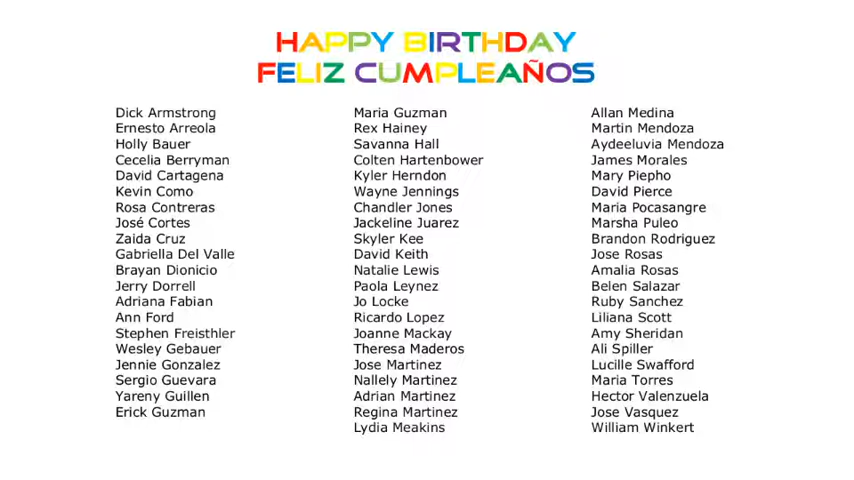 HAPPY BIRTHDAY
FELIZ CUMPLEAÑOS
Dick Armstrong
Ernesto Arreola
Holly Bauer
Cecelia Berryman
David Cartagena
Kevin Como
Rosa Contreras
José Cortes
Zaida Cruz
Gabriella Del Valle
Brayan Dionicio
Jerry Dorrell
Adriana Fabian
Ann Ford
Stephen Freisthler
Wesley Gebauer
Jennie Gonzalez
Sergio Guevara
Yareny Guillen
Erick Guzman
Maria Guzman
Rex Hainey
Savanna Hall
Colten Hartenbower
Kyler Herndon
Wayne Jennings
Chandler Jones
Jackeline Juarez
Skyler Kee
David Keith
Natalie Lewis
Paola Leynez
Jo Locke
Ricardo Lopez
Joanne Mackay
Theresa Maderos
Jose Martinez
Nallely Martinez
Adrian Martinez
Regina Martinez
Lydia Meakins
Allan Medina
Martin Mendoza
Aydeeluvia Mendoza
James Morales
Mary Piepho
David Pierce
Maria Pocasangre
Marsha Puleo
Brandon Rodriguez
Jose Rosas
Amalia Rosas
Belen Salazar
Ruby Sanchez
Liliana Scott
Amy Sheridan
Ali Spiller
Lucille Swafford
Maria Torres
Hector Valenzuela
Jose Vasquez
William Winkert